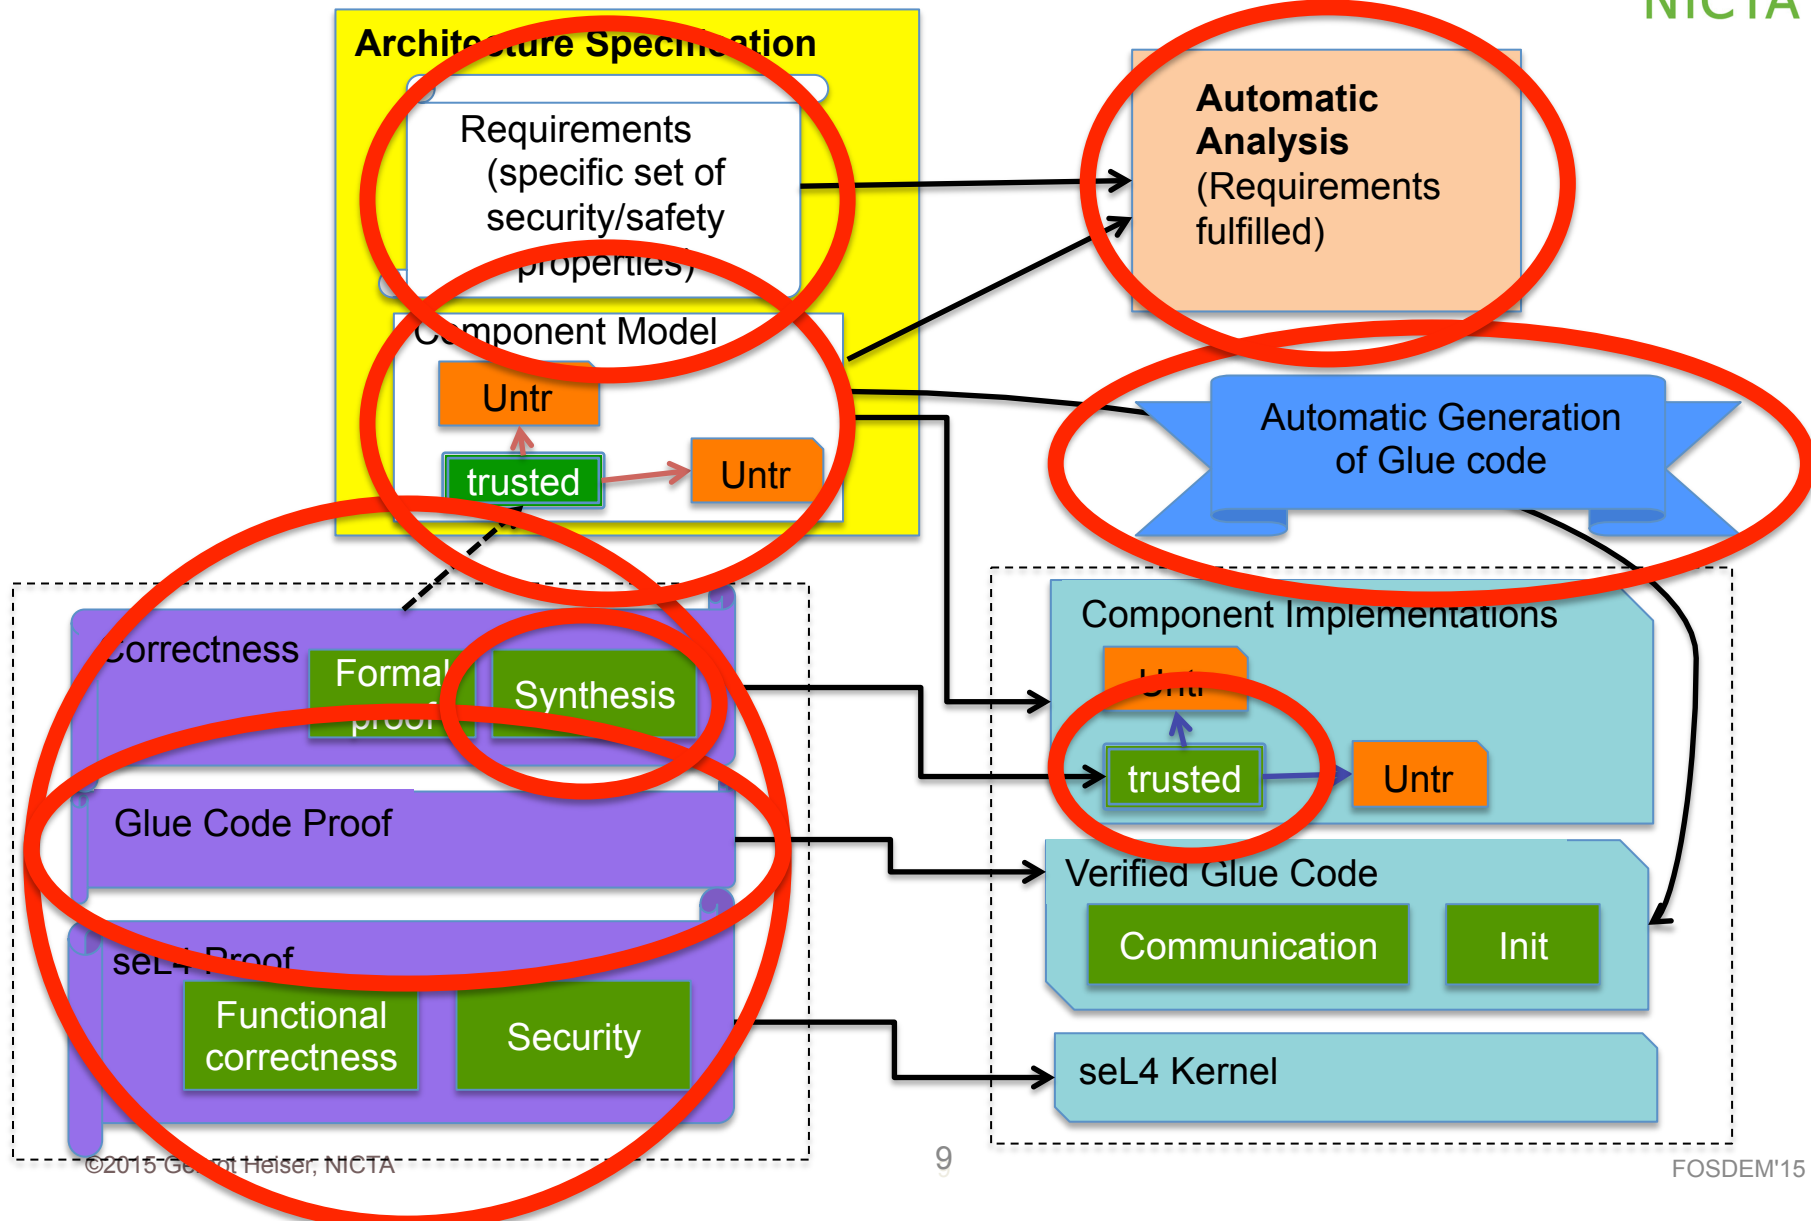 NICTA
Architecture Specification
Requirements
(specific set of
security/safety
properties)
Component Model
Untr
trusted
Untr
Automatic
Analysis
(Requirements
fulfilled)
Automatic Generation
of Glue code
Correctness
Formal
proof
Synthesis
Glue Code Proof
seL4 Proof
Functional
correctness
Security
Component Implementations
Untr
trusted
Untr
Verified Glue Code
Communication
Init
seL4 Kernel
©2015 Gernot Heiser, NICTA
9
FOSDEM'15